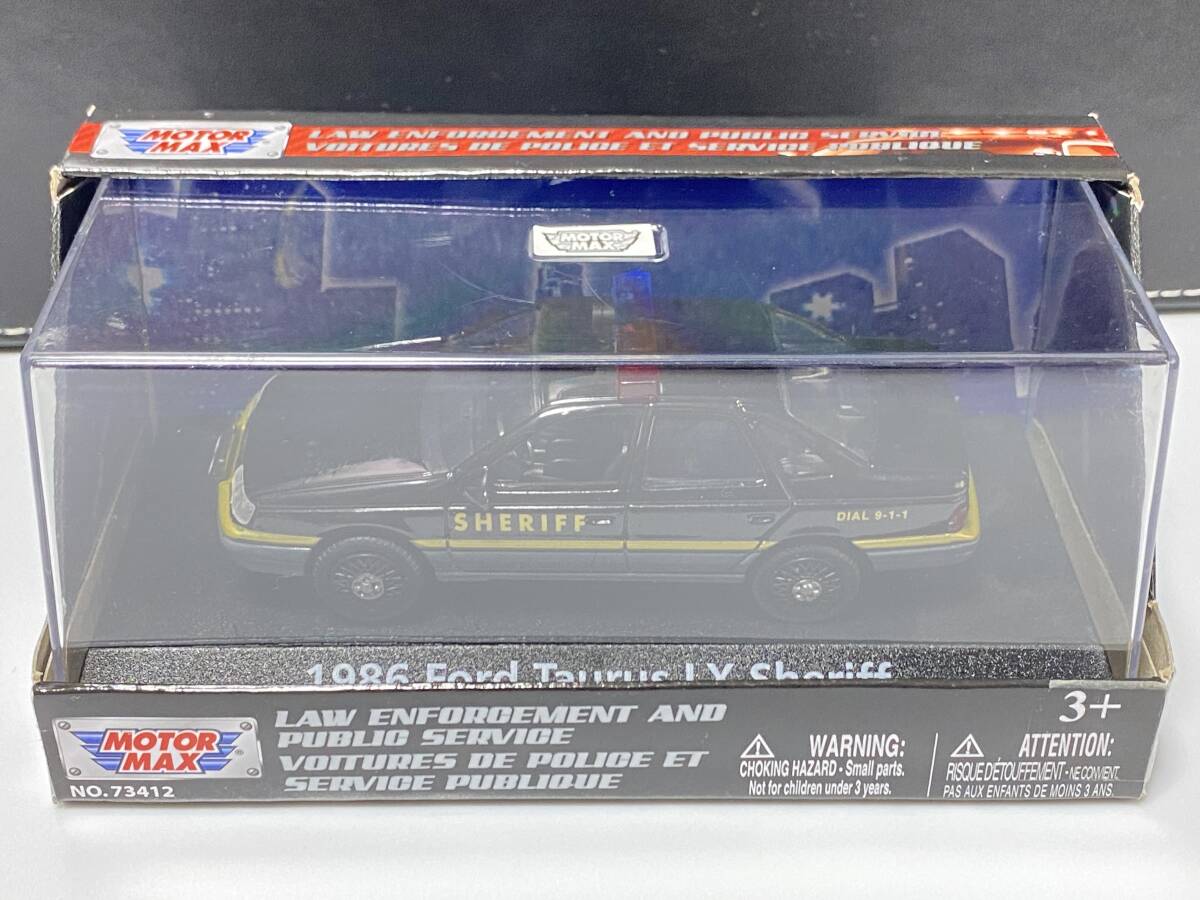 MOTOR
MAX
LAW ENFORCEMENT AND PUBLIC SERVICE
VOITURES DE POLICE ET SERVICE PUBLIQUE
MOTOR
MAX
SHERIFF
DIAL 9-1-1
1986 Ford Taurus LX Sheriff
MOTOR
MAX
®
NO.73412
LAW ENFORCEMENT AND
PUBLIC SERVICE
VOITURES DE POLICE ET
SERVICE PUBLIQUE
3+
WARNING:
CHOKING HAZARD - Small parts.
Not for children under 3 years.
ATTENTION:
RISQUE DÉTOUFFEMENT - NE CONVIENT
PAS AUX ENFANTS DE MOINS 3 ANS.